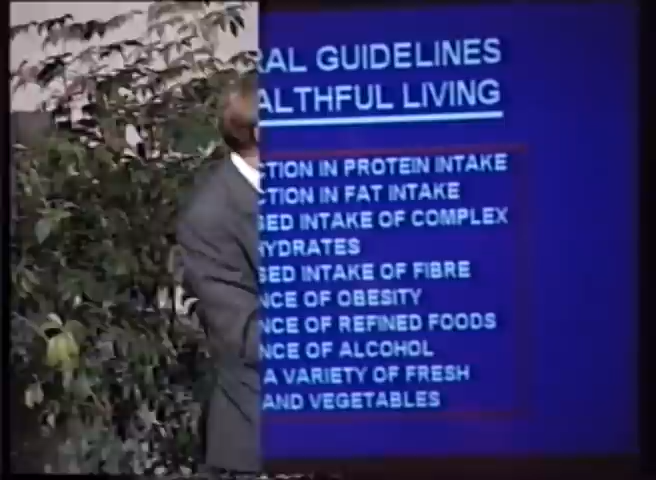 RAL GUIDELINES
ALTHFUL LIVING
CTION IN PROTEIN INTAKE
CTION IN FAT INTAKE
SED INTAKE OF COMPLEX
HYDRATES
SED INTAKE OF FIBRE
NCE OF OBESITY
NCE OF REFINED FOODS
NCE OF ALCOHOL
A VARIETY OF FRESH
AND VEGETABLES